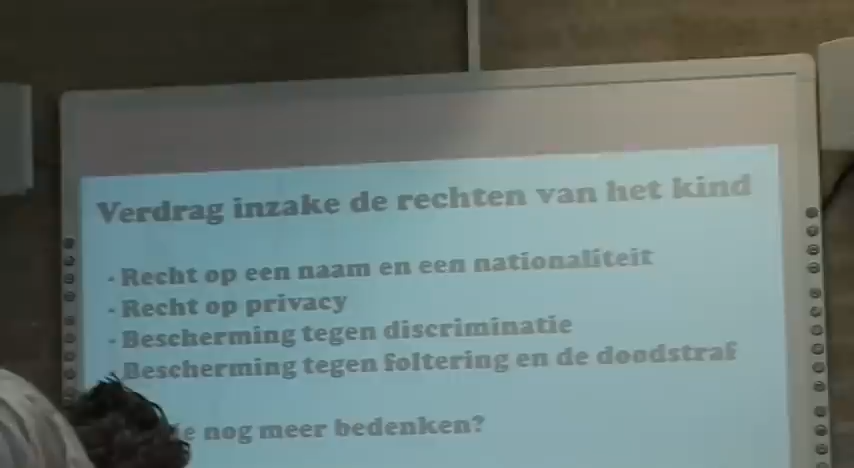 Verdrag inzake de rechten van het kind
- Recht op een naam en een nationaliteit
- Recht op privacy
- Bescherming tegen discriminatie
- Bescherming tegen foltering en de doodstraf
je nog meer bedenken?